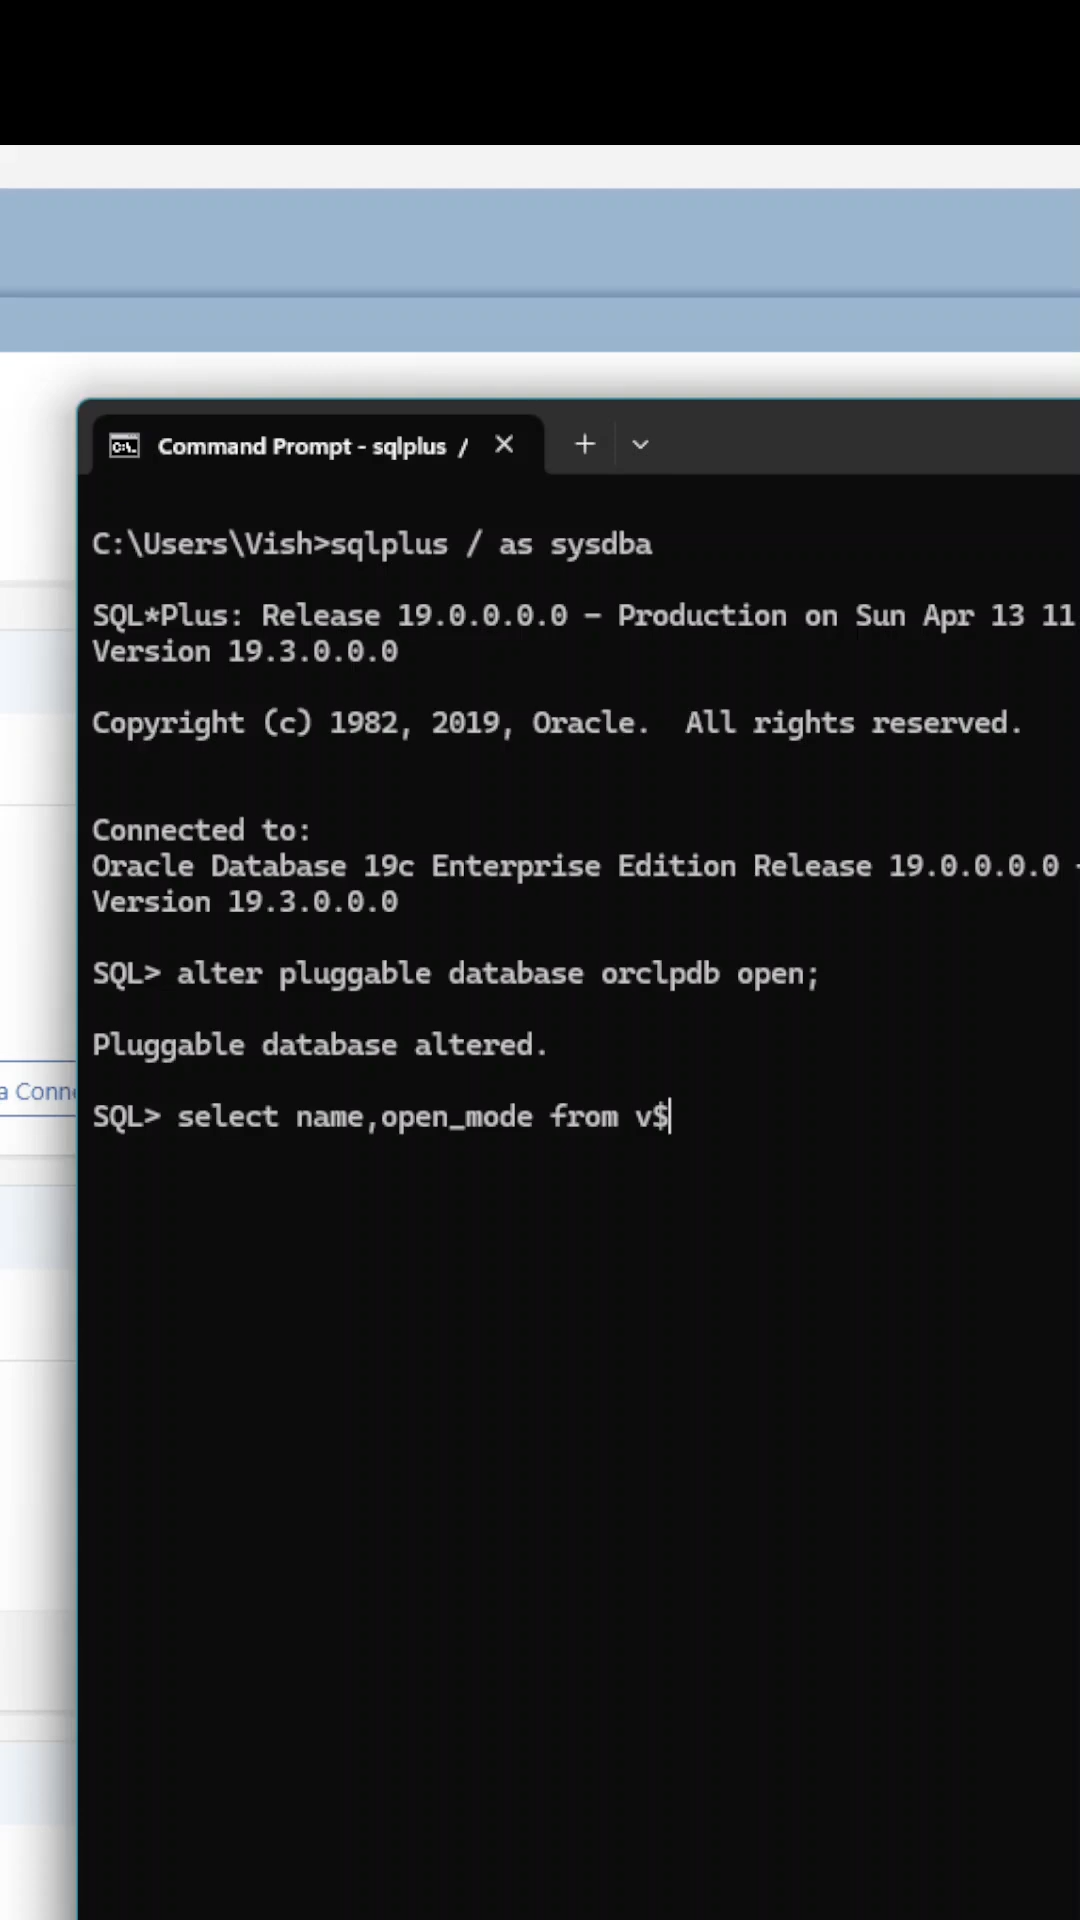 Command Prompt - sqlplus /
C:\Users\Vish>sqlplus / as sysdba
SQL*Plus: Release 19.0.0.0.0 - Production on Sun Apr 13 11
Version 19.3.0.0.0
Copyright (c) 1982, 2019, Oracle.  All rights reserved.
Connected to:
Oracle Database 19c Enterprise Edition Release 19.0.0.0.0 -
Version 19.3.0.0.0
SQL> alter pluggable database orclpdb open;
Pluggable database altered.
a Conn
SQL> select name,open_mode from v$